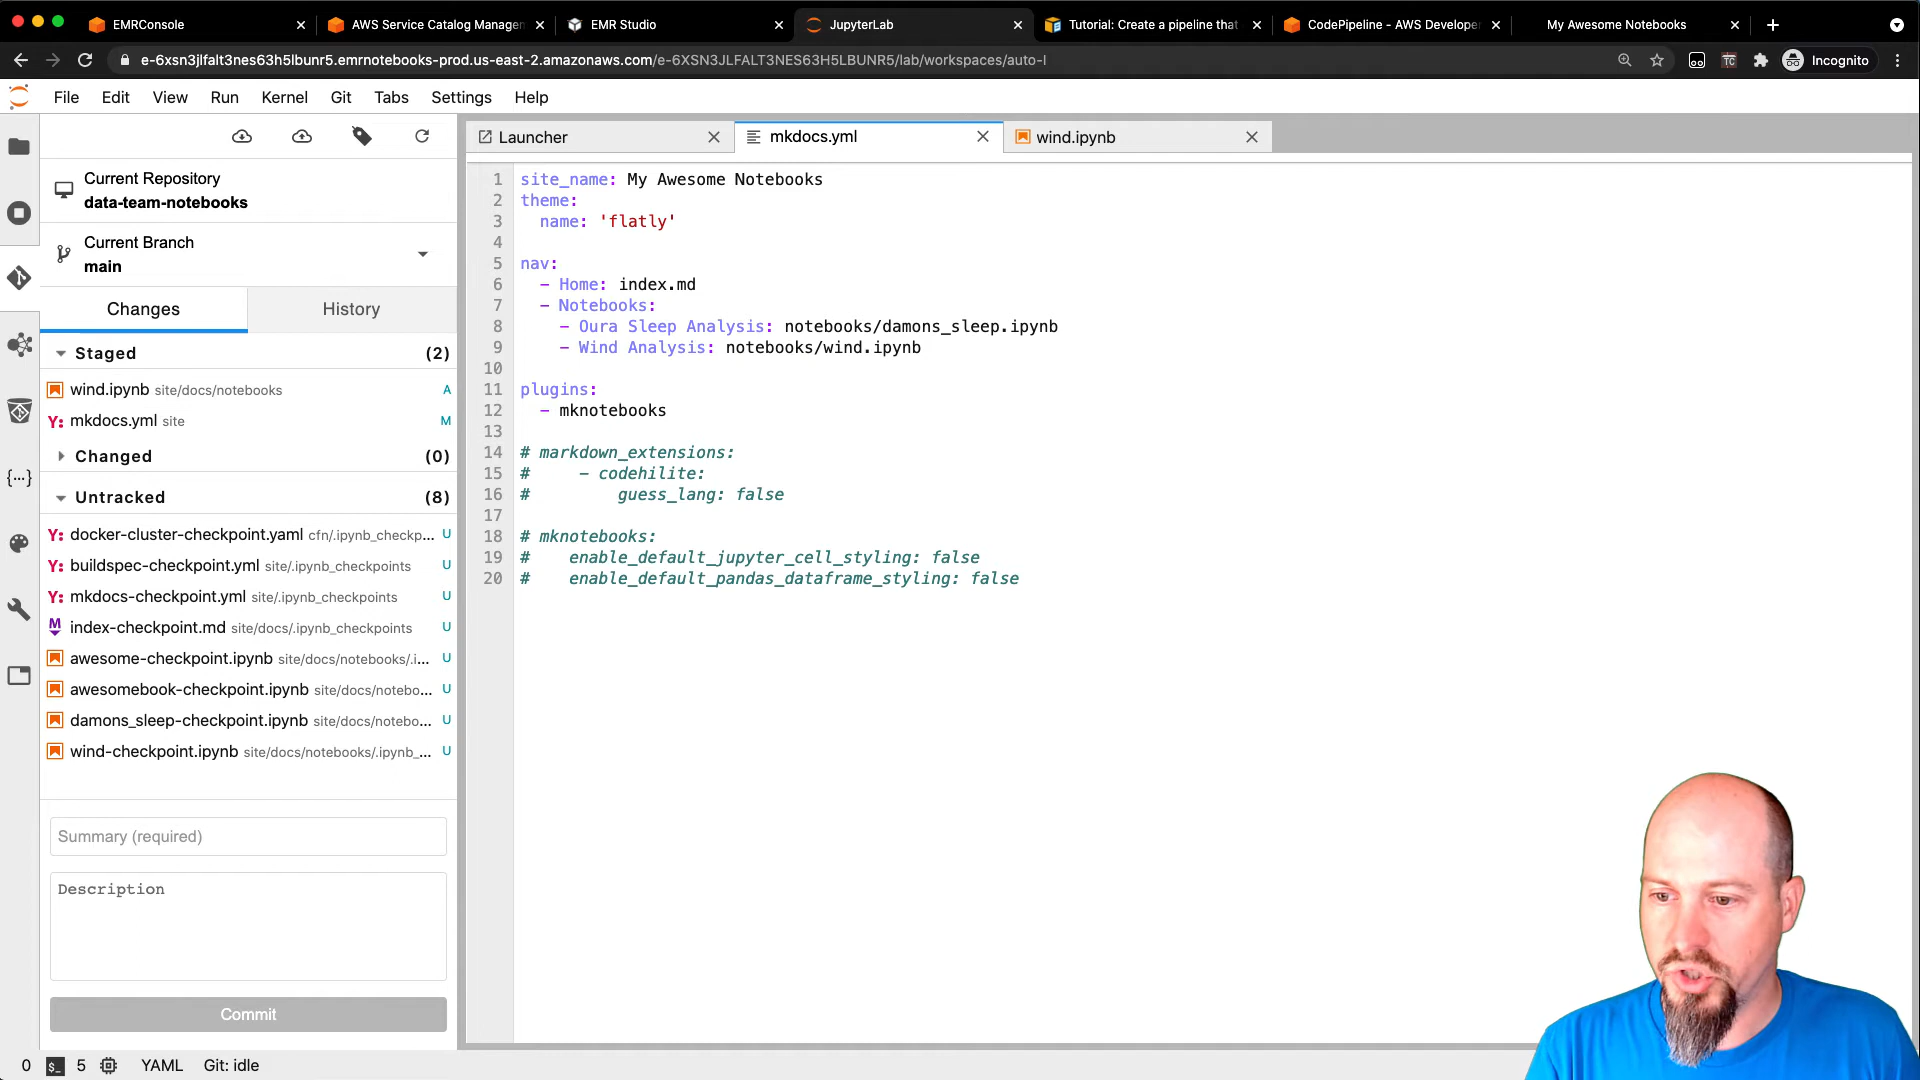 EMRConsole
AWS Service Catalog Managem
EMR Studio
JupyterLab
Tutorial: Create a pipeline that
CodePipeline - AWS Develope
My Awesome Notebooks
e-6xsn3jlfalt3nes63h5lbunr5.emrnotebooks-prod.us-east-2.amazonaws.com/e-6XSN3JLFALT3NES63H5LBUNR5/lab/workspaces/auto-l
TC
Incognito
File Edit View Run Kernel Git Tabs Settings Help
Launcher
mkdocs.yml
wind.ipynb
Current Repository
data-team-notebooks
Current Branch
main
Changes
History
Staged (2)
wind.ipynb site/docs/notebooks A
Y: mkdocs.yml site M
Changed (0)
Untracked (8)
Y: docker-cluster-checkpoint.yaml cfn/.ipynb_checkp... U
Y: buildspec-checkpoint.yml site/.ipynb_checkpoints U
Y: mkdocs-checkpoint.yml site/.ipynb_checkpoints U
M index-checkpoint.md site/docs/.ipynb_checkpoints U
awesome-checkpoint.ipynb site/docs/notebooks/.i... U
awesomebook-checkpoint.ipynb site/docs/notebo... U
damons_sleep-checkpoint.ipynb site/docs/notebo... U
wind-checkpoint.ipynb site/docs/notebooks/.ipynb_... U
Summary (required)
Description
Commit
1 site_name: My Awesome Notebooks
2 theme:
3 name: 'flatly'
4
5 nav:
6 - Home: index.md
7 - Notebooks:
8 - Oura Sleep Analysis: notebooks/damons_sleep.ipynb
9 - Wind Analysis: notebooks/wind.ipynb
10
11 plugins:
12 - mknotebooks
13
14 # markdown_extensions:
15 # - codehilite:
16 # guess_lang: false
17
18 # mknotebooks:
19 # enable_default_jupyter_cell_styling: false
20 # enable_default_pandas_dataframe_styling: false
0 $_ 5 YAML Git: idle